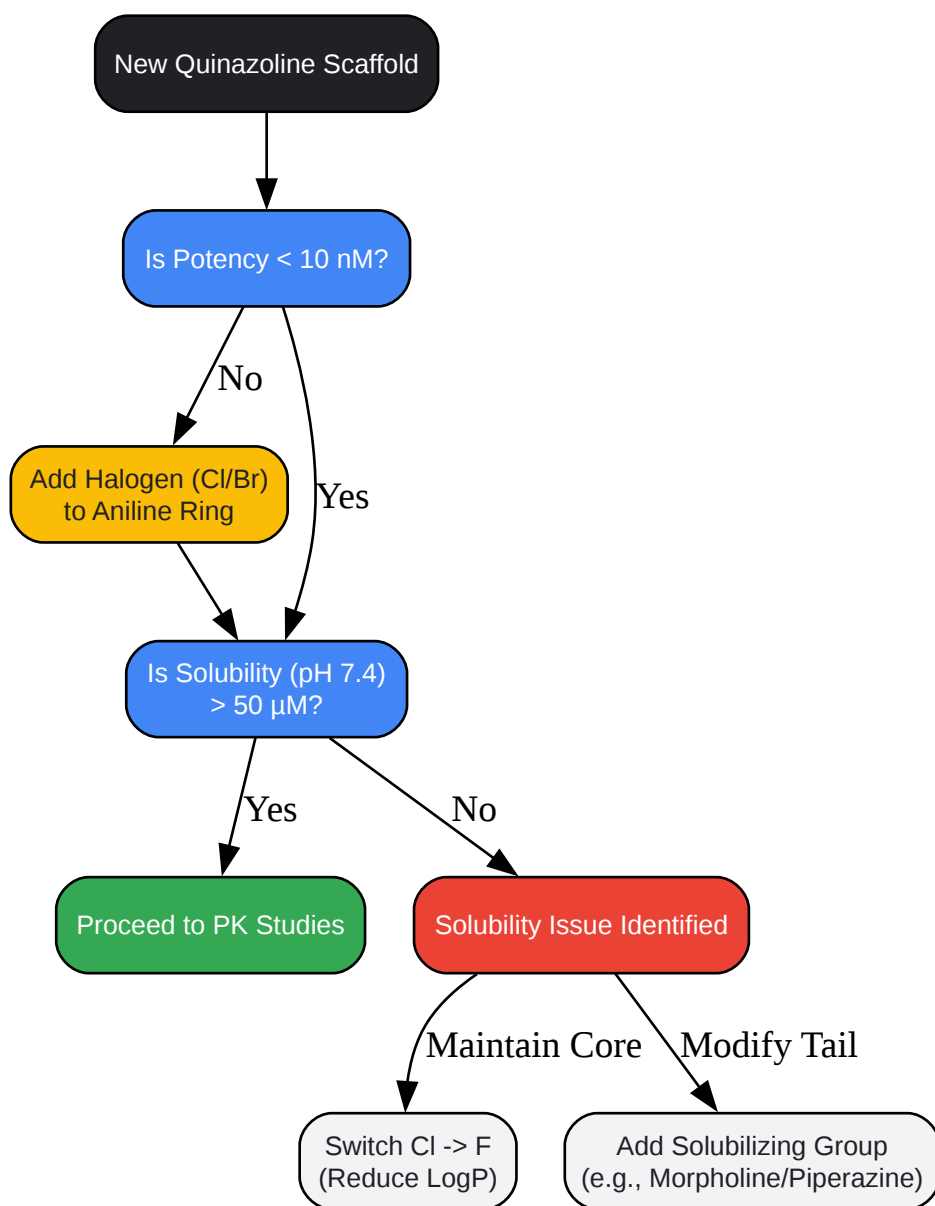 New Quinazoline Scaffold
Is Potency < 10 nM?
No
Yes
Add Halogen (Cl/Br)
to Aniline Ring
Is Solubility (pH 7.4)
> 50 µM?
Yes
No
Proceed to PK Studies
Solubility Issue Identified
Maintain Core
Modify Tail
Switch Cl -> F
(Reduce LogP)
Add Solubilizing Group
(e.g., Morpholine/Piperazine)